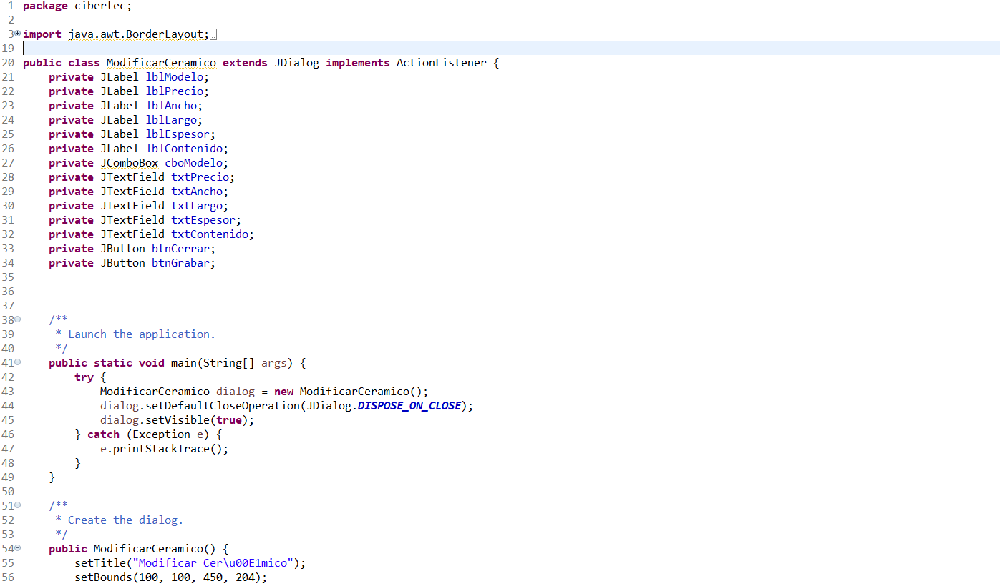 1 package cibertec;
2
3 import java.awt.BorderLayout;
19
20 public class ModificarCeramico extends JDialog implements ActionListener {
21 private JLabel lblModelo;
22 private JLabel lblPrecio;
23 private JLabel lblAncho;
24 private JLabel lblLargo;
25 private JLabel lblEspesor;
26 private JLabel lblContenido;
27 private JComboBox cboModelo;
28 private JTextField txtPrecio;
29 private JTextField txtAncho;
30 private JTextField txtLargo;
31 private JTextField txtEspesor;
32 private JTextField txtContenido;
33 private JButton btnCerrar;
34 private JButton btnGrabar;
35
36
37
38 /**
39 * Launch the application.
40 */
41 public static void main(String[] args) {
42 try {
43 ModificarCeramico dialog = new ModificarCeramico();
44 dialog.setDefaultCloseOperation(JDialog.DISPOSE_ON_CLOSE);
45 dialog.setVisible(true);
46 } catch (Exception e) {
47 e.printStackTrace();
48 }
49 }
50
51 /**
52 * Create the dialog.
53 */
54 public ModificarCeramico() {
55 setTitle("Modificar Cer\u00E1mico");
56 setBounds(100, 100, 450, 204);